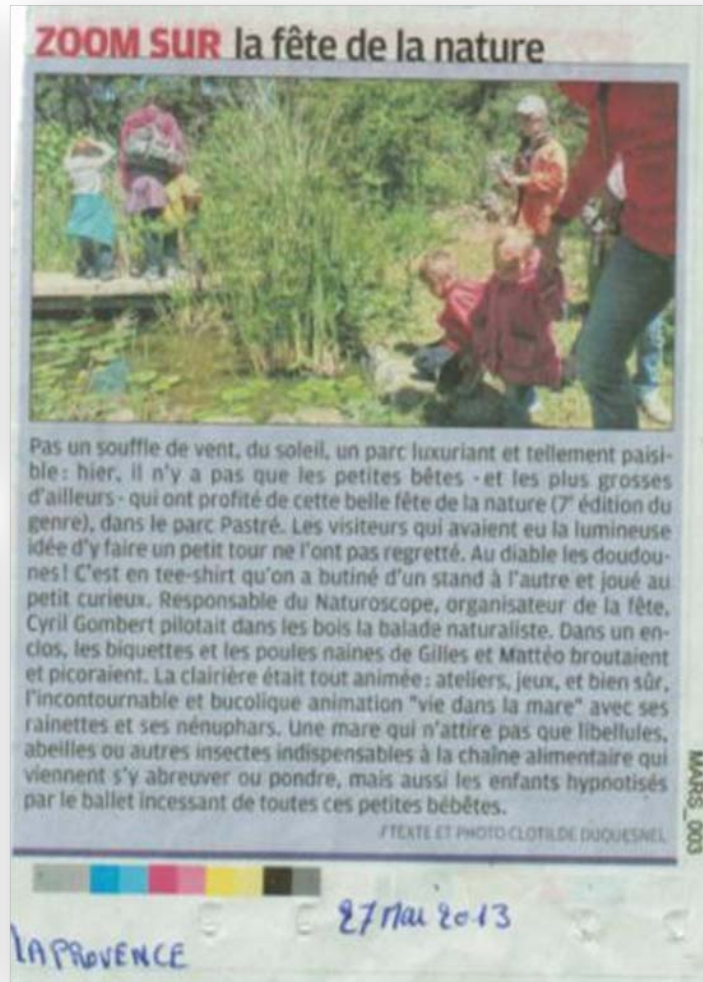 ZOOM SUR la fête de la nature
Pas un souffle de vent, du soleil, un parc luxuriant et tellement paisi-
ble : hier, il n'y a pas que les petites bêtes - et les plus grosses
d'ailleurs - qui ont profité de cette belle fête de la nature (7e édition du
genre), dans le parc Pastré. Les visiteurs qui avaient eu la lumineuse
idée d'y faire un petit tour ne l'ont pas regretté. Au diable les doudou-
nes ! C'est en tee-shirt qu'on a butiné d'un stand à l'autre et joué au
petit curieux. Responsable du Naturoscope, organisateur de la fête,
Cyril Gombert pilotait dans les bois la balade naturaliste. Dans un en-
clos, les biquettes et les poules naines de Gilles et Mattéo broutaient
et picoraient. La clairière était tout animée : ateliers, jeux, et bien sûr,
l'incontournable et bucolique animation "vie dans la mare" avec ses
rainettes et ses nénuphars. Une mare qui n'attire pas que libellules,
abeilles ou autres insectes indispensables à la chaîne alimentaire qui
viennent s'y abreuver ou pondre, mais aussi les enfants hypnotisés
par le ballet incessant de toutes ces petites bébêtes.
/ TEXTE ET PHOTO CLOTILDE DUQUESNEL
MARS_003
27 Mai 2013
LA PROVENCE